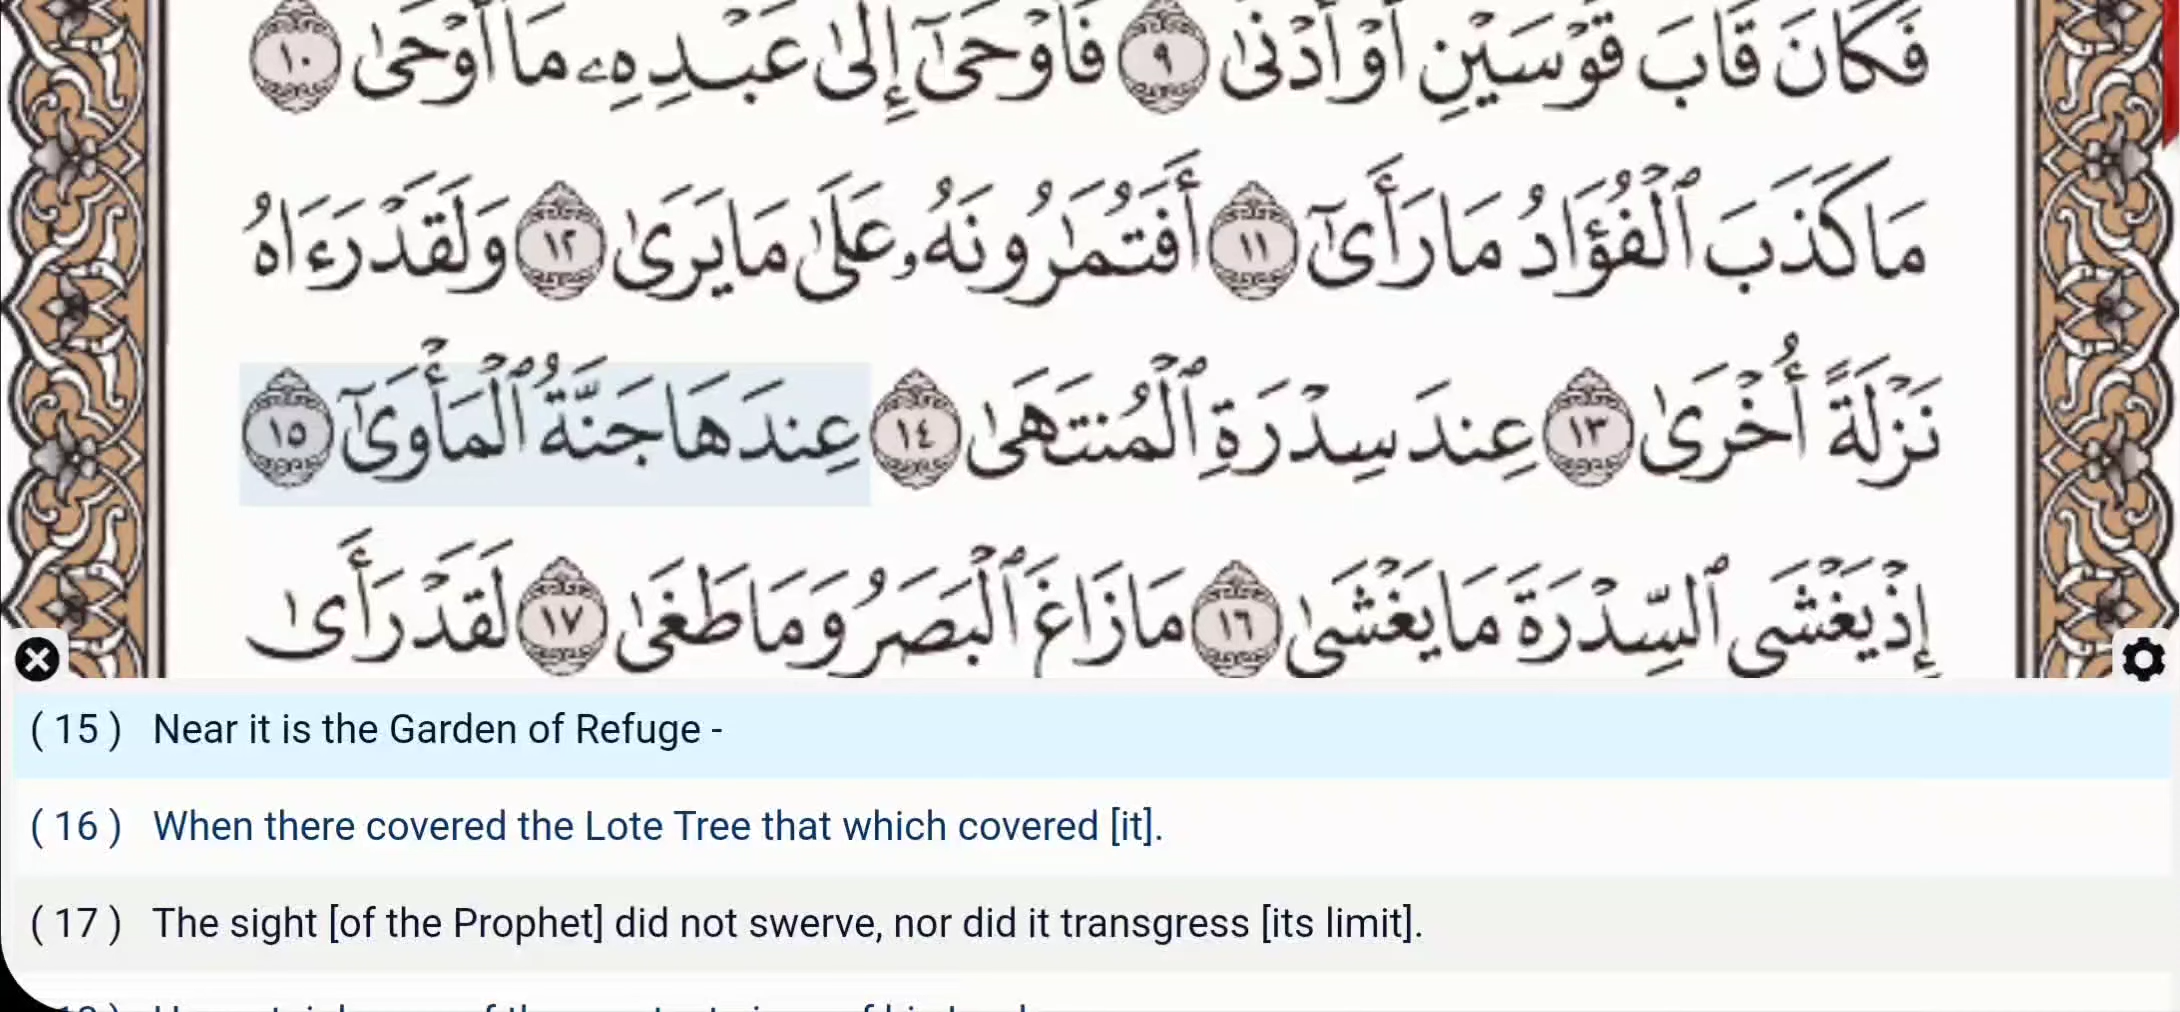 فَكَانَ قَابَ قَوْسَيْنِ أَوْ أَدْنَىٰ ٩ فَأَوْحَىٰٓ إِلَىٰ عَبْدِهِۦ مَآ أَوْحَىٰ ١٠
مَا كَذَبَ ٱلْفُؤَادُ مَا رَأَىٰٓ ١١ أَفَتُمَٰرُونَهُۥ عَلَىٰ مَا يَرَىٰ ١٢ وَلَقَدْ رَءَاهُ
نَزْلَةً أُخْرَىٰ ١٣ عِندَ سِدْرَةِ ٱلْمُنتَهَىٰ ١٤ عِندَهَا جَنَّةُ ٱلْمَأْوَىٰٓ ١٥
إِذْ يَغْشَى ٱلسِّدْرَةَ مَا يَغْشَىٰ ١٦ مَا زَاغَ ٱلْبَصَرُ وَمَا طَغَىٰ ١٧ لَقَدْ رَأَىٰ
( 15 ) Near it is the Garden of Refuge -
( 16 ) When there covered the Lote Tree that which covered [it].
( 17 ) The sight [of the Prophet] did not swerve, nor did it transgress [its limit].